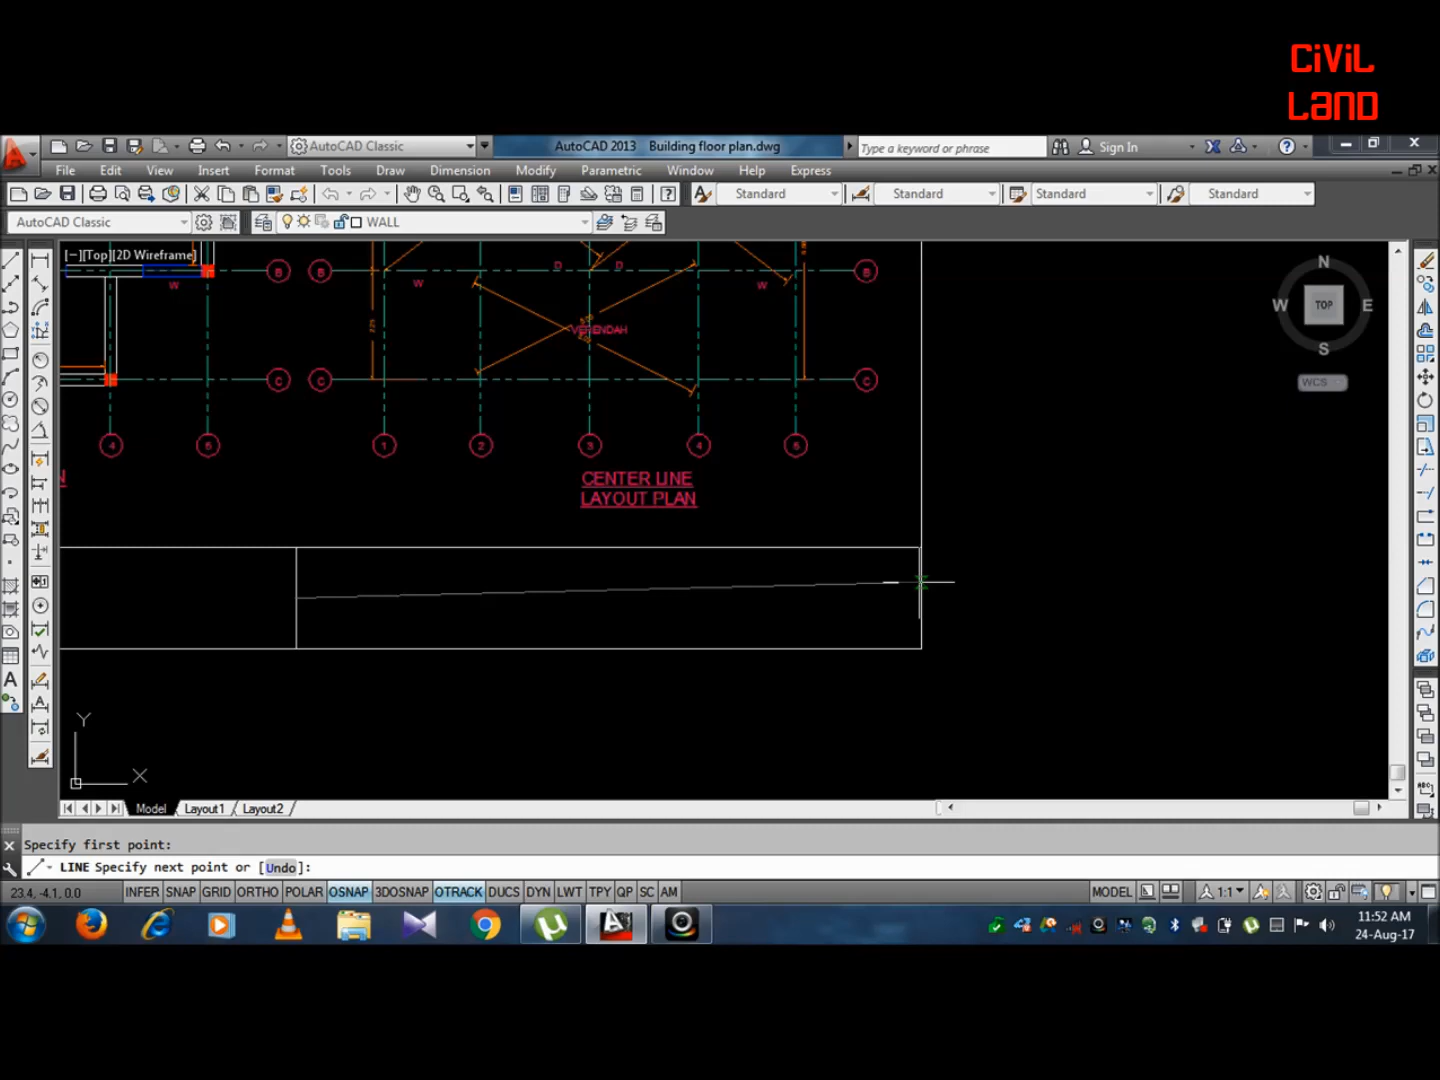 CiViL
Land
AutoCAD Classic
AutoCAD 2013 Building floor plan.dwg
Type a keyword or phrase
Sign In
File Edit View Insert Format Tools Draw Dimension Modify Parametric Window Help Express
Standard Standard Standard Standard
AutoCAD Classic
WALL
[−][Top][2D Wireframe]
N
W TOP E
S
WCS
B B D D B
W W W
VERENDAH
C C C
4 5 1 2 3 4 5
N CENTER LINE
LAYOUT PLAN
Y
X
Model Layout1 Layout2
Specify first point:
LINE Specify next point or [Undo]:
23.4, -4.1, 0.0 INFER SNAP GRID ORTHO POLAR OSNAP 3DOSNAP OTRACK DUCS DYN LWT TPY QP SC AM MODEL 1:1
11:52 AM
24-Aug-17